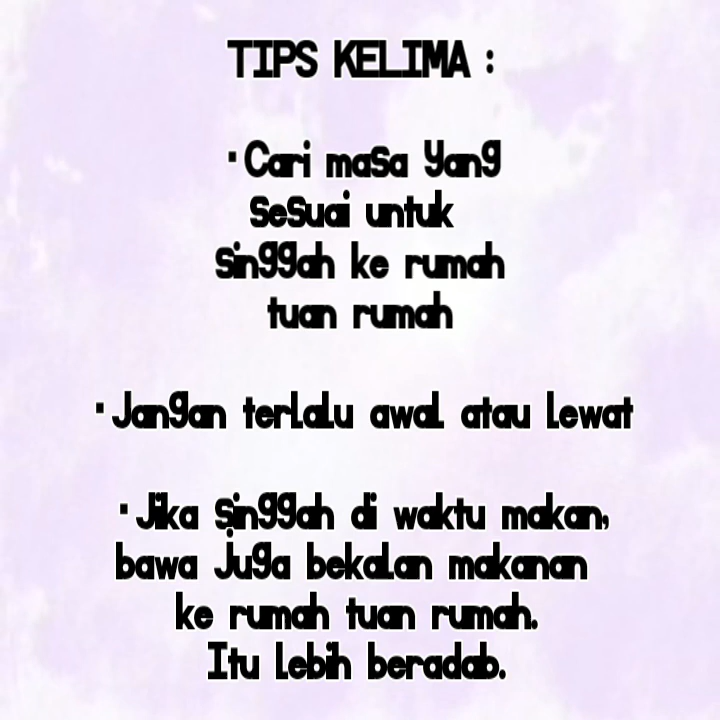 TIPS KELIMA :
· Cari masa yang
sesuai untuk
singgah ke rumah
tuan rumah
· Jangan terlalu awal atau lewat
· Jika singgah di waktu makan,
bawa juga bekalan makanan
ke rumah tuan rumah.
Itu lebih beradab.